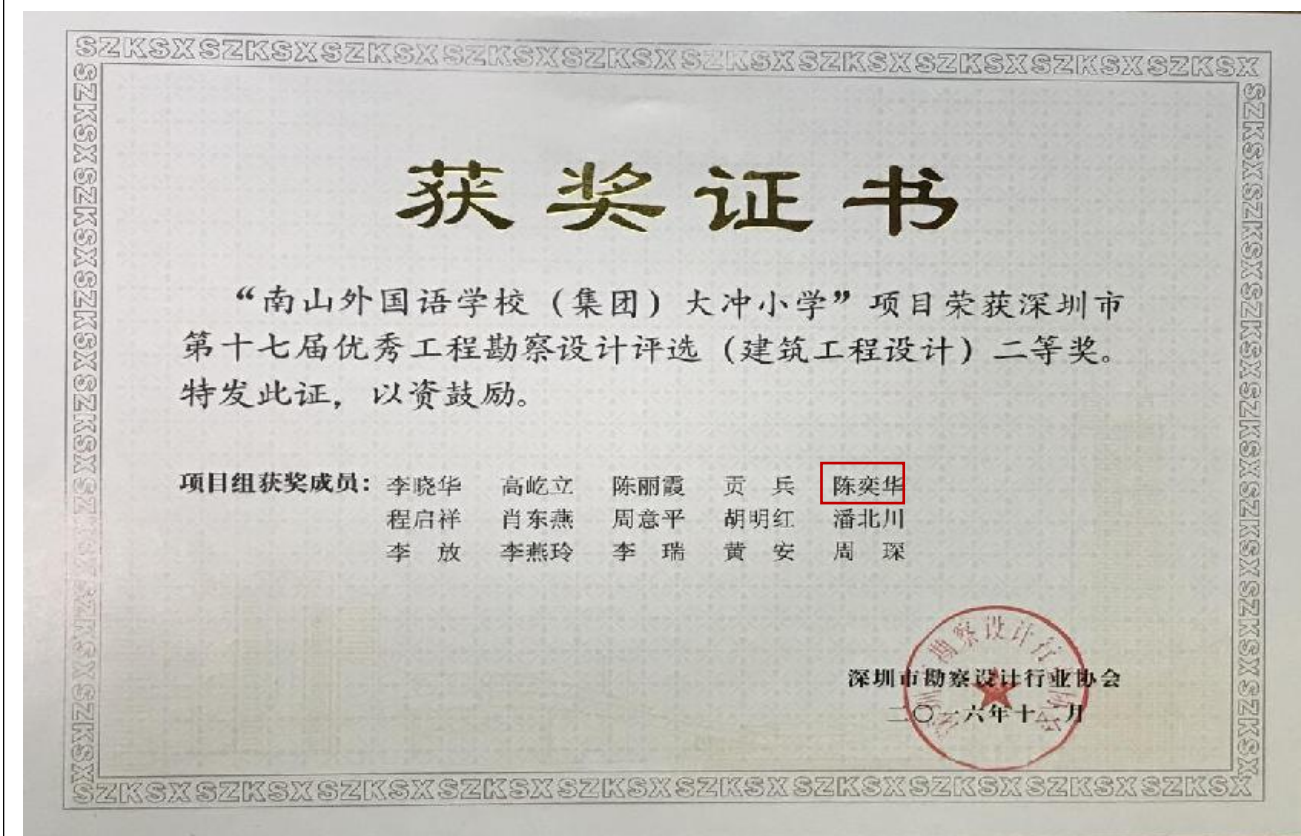 SZKSXSZKSXSZKSXSZKSXSZKSXSZKSXSZKSXSZKSXSZKSXSZKSX
获奖证书
“南山外国语学校（集团）大冲小学”项目荣获深圳市
第十七届优秀工程勘察设计评选（建筑工程设计）二等奖。
特发此证，以资鼓励。
项目组获奖成员：李晓华 高屹立 陈丽霞 贡 兵 陈奕华
程启祥 肖东燕 周意平 胡明红 潘北川
李 放 李燕玲 李 瑞 黄 安 周 琛
深圳市勘察设计行业协会
二〇一六年十 月